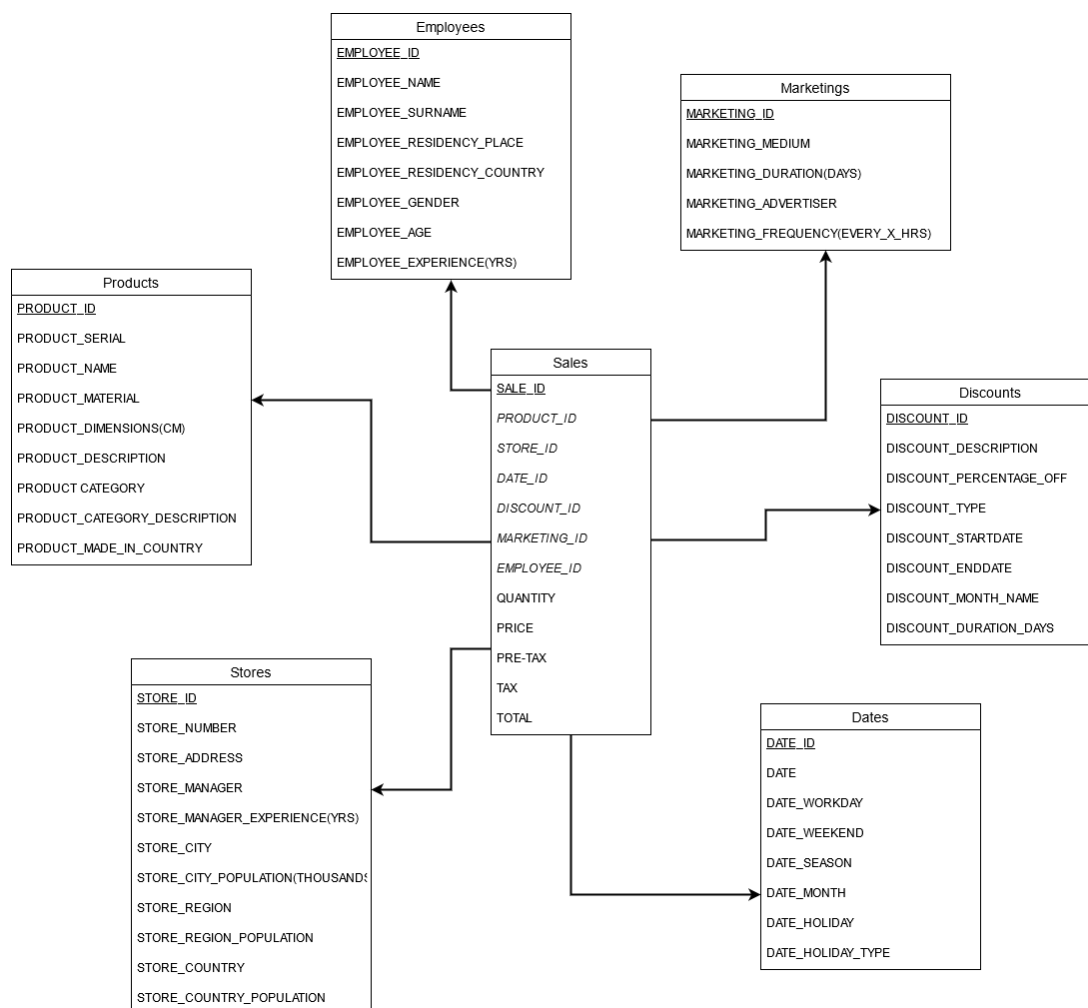 Employees
EMPLOYEE_ID
EMPLOYEE_NAME
EMPLOYEE_SURNAME
EMPLOYEE_RESIDENCY_PLACE
EMPLOYEE_RESIDENCY_COUNTRY
EMPLOYEE_GENDER
EMPLOYEE_AGE
EMPLOYEE_EXPERIENCE(YRS)
Marketings
MARKETING_ID
MARKETING_MEDIUM
MARKETING_DURATION(DAYS)
MARKETING_ADVERTISER
MARKETING_FREQUENCY(EVERY_X_HRS)
Products
PRODUCT_ID
PRODUCT_SERIAL
PRODUCT_NAME
PRODUCT_MATERIAL
PRODUCT_DIMENSIONS(CM)
PRODUCT_DESCRIPTION
PRODUCT CATEGORY
PRODUCT_CATEGORY_DESCRIPTION
PRODUCT_MADE_IN_COUNTRY
Sales
SALE_ID
PRODUCT_ID
STORE_ID
DATE_ID
DISCOUNT_ID
MARKETING_ID
EMPLOYEE_ID
QUANTITY
PRICE
PRE-TAX
TAX
TOTAL
Discounts
DISCOUNT_ID
DISCOUNT_DESCRIPTION
DISCOUNT_PERCENTAGE_OFF
DISCOUNT_TYPE
DISCOUNT_STARTDATE
DISCOUNT_ENDDATE
DISCOUNT_MONTH_NAME
DISCOUNT_DURATION_DAYS
Stores
STORE_ID
STORE_NUMBER
STORE_ADDRESS
STORE_MANAGER
STORE_MANAGER_EXPERIENCE(YRS)
STORE_CITY
STORE_CITY_POPULATION(THOUSANDS
STORE_REGION
STORE_REGION_POPULATION
STORE_COUNTRY
STORE_COUNTRY_POPULATION
Dates
DATE_ID
DATE
DATE_WORKDAY
DATE_WEEKEND
DATE_SEASON
DATE_MONTH
DATE_HOLIDAY
DATE_HOLIDAY_TYPE